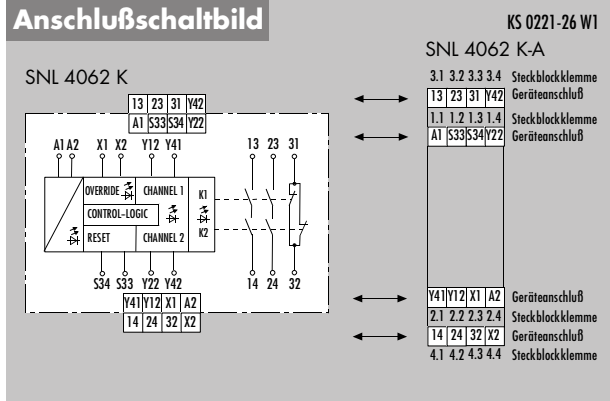 Anschlußschaltbild
KS 0221-26 W1
SNL 4062 K-A
SNL 4062 K
3.1 3.2 3.3 3.4 Steckblockklemme
13 23 31 Y42
13 23 31 Y42 Geräteanschluß
A1 S33 S34 Y22
1.1 1.2 1.3 1.4 Steckblockklemme
A1 S33 S34 Y22 Geräteanschluß
A1 A2 X1 X2 Y12 Y41 13 23 31
OVERRIDE CHANNEL 1 K1
CONTROL-LOGIC
RESET CHANNEL 2 K2
S34 S33 Y22 Y42 14 24 32
Y41 Y12 X1 A2
14 24 32 X2
Y41 Y12 X1 A2 Geräteanschluß
2.1 2.2 2.3 2.4 Steckblockklemme
14 24 32 X2 Geräteanschluß
4.1 4.2 4.3 4.4 Steckblockklemme